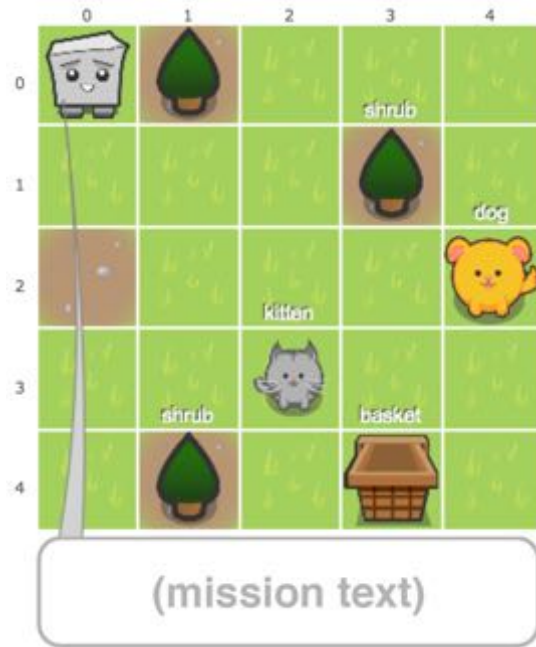 0 1 2 3 4
0
shrub
1
dog
2
kitten
3
shrub basket
4
(mission text)